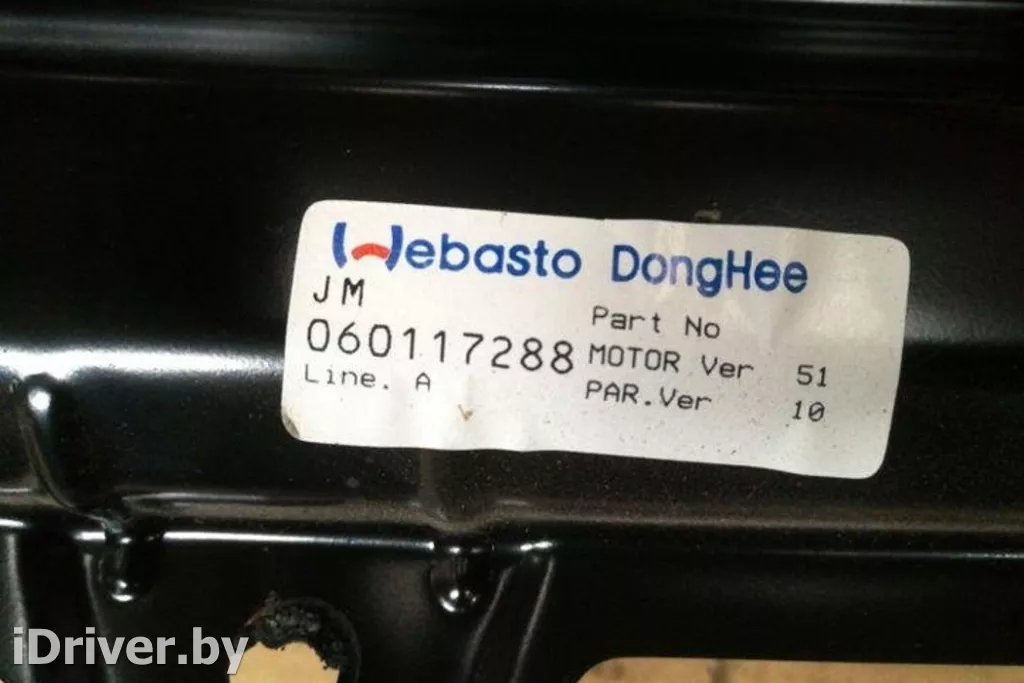 Webasto DongHee
JM
Part No
060117288 MOTOR Ver 51
Line. A PAR.Ver 10
iDriver.by